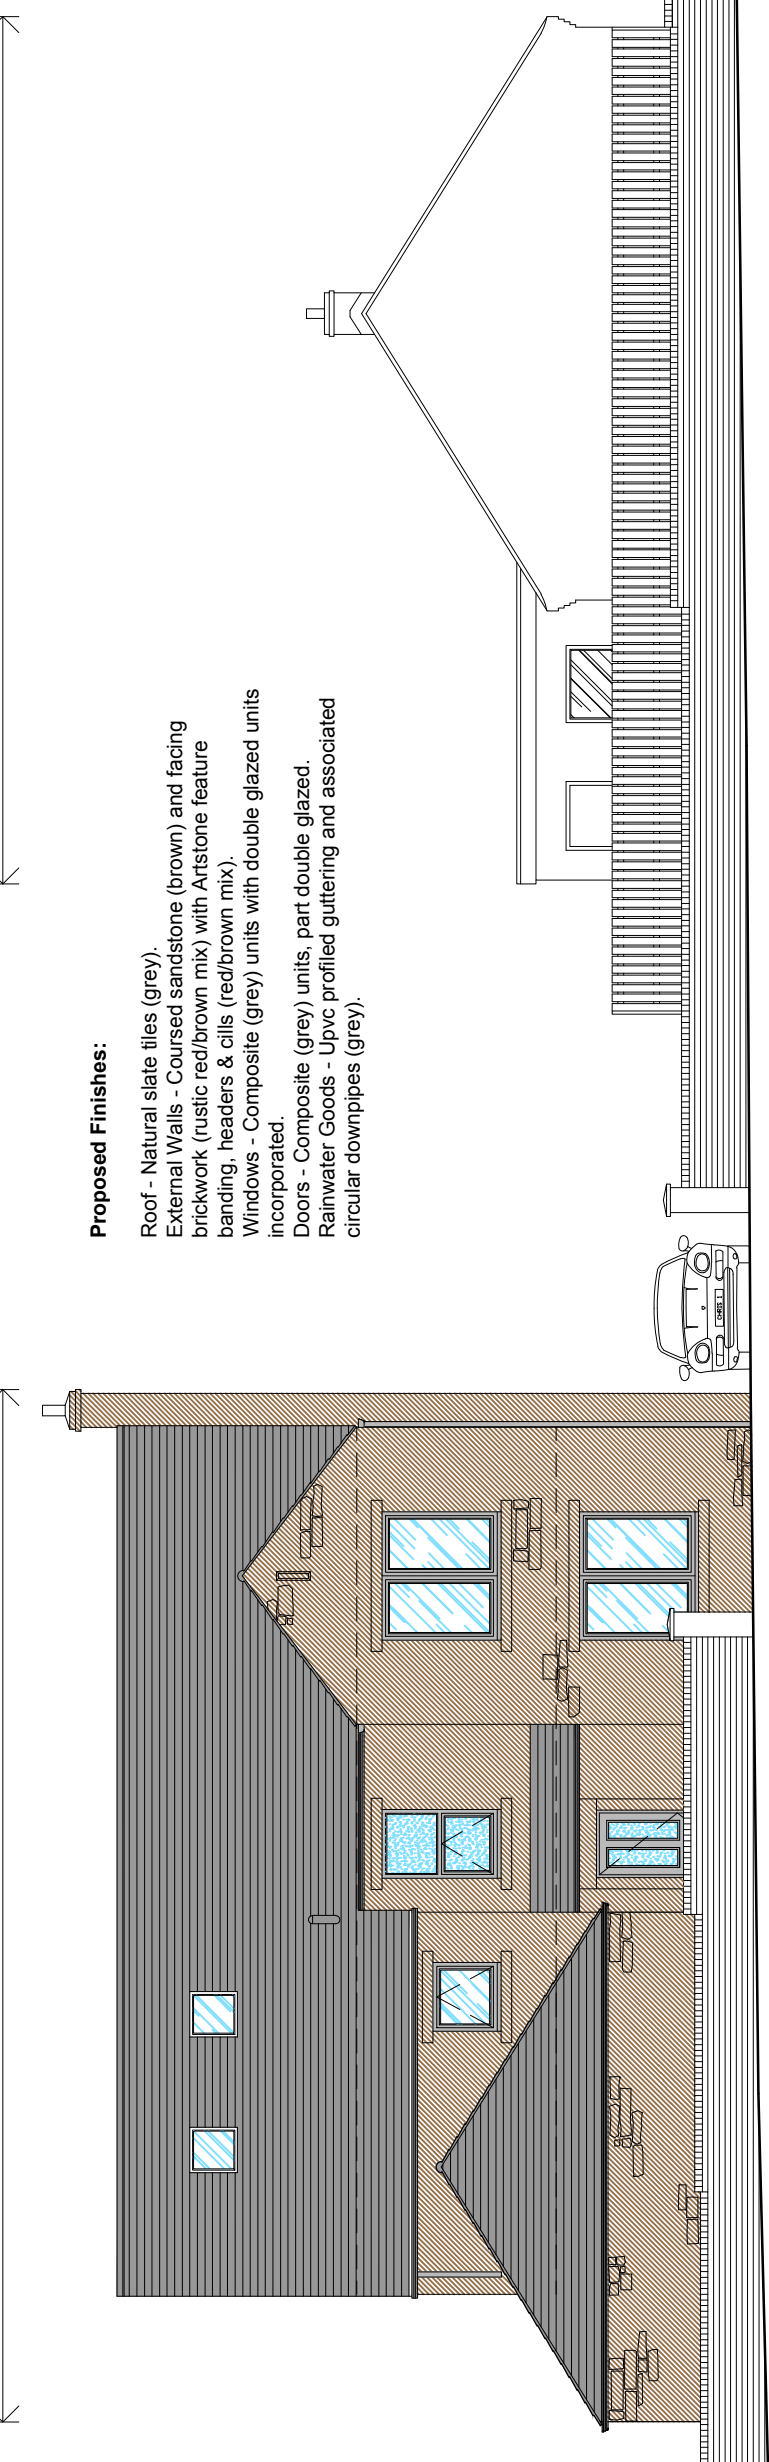 Proposed Finishes:
Roof - Natural slate tiles (grey).
External Walls - Coursed sandstone (brown) and facing
brickwork (rustic red/brown mix) with Artstone feature
banding, headers & cills (red/brown mix).
Windows - Composite (grey) units with double glazed units
incorporated.
Doors - Composite (grey) units, part double glazed.
Rainwater Goods - Upvc profiled guttering and associated
circular downpipes (grey).
CHRIS 1